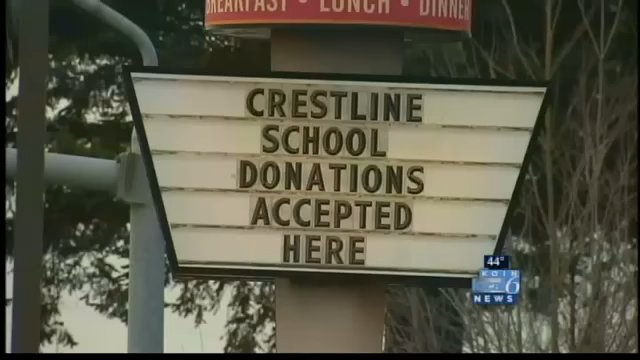 BREAKFAST • LUNCH • DINNER
CRESTLINE
SCHOOL
DONATIONS
ACCEPTED
HERE
44°
KOIN
6
NEWS